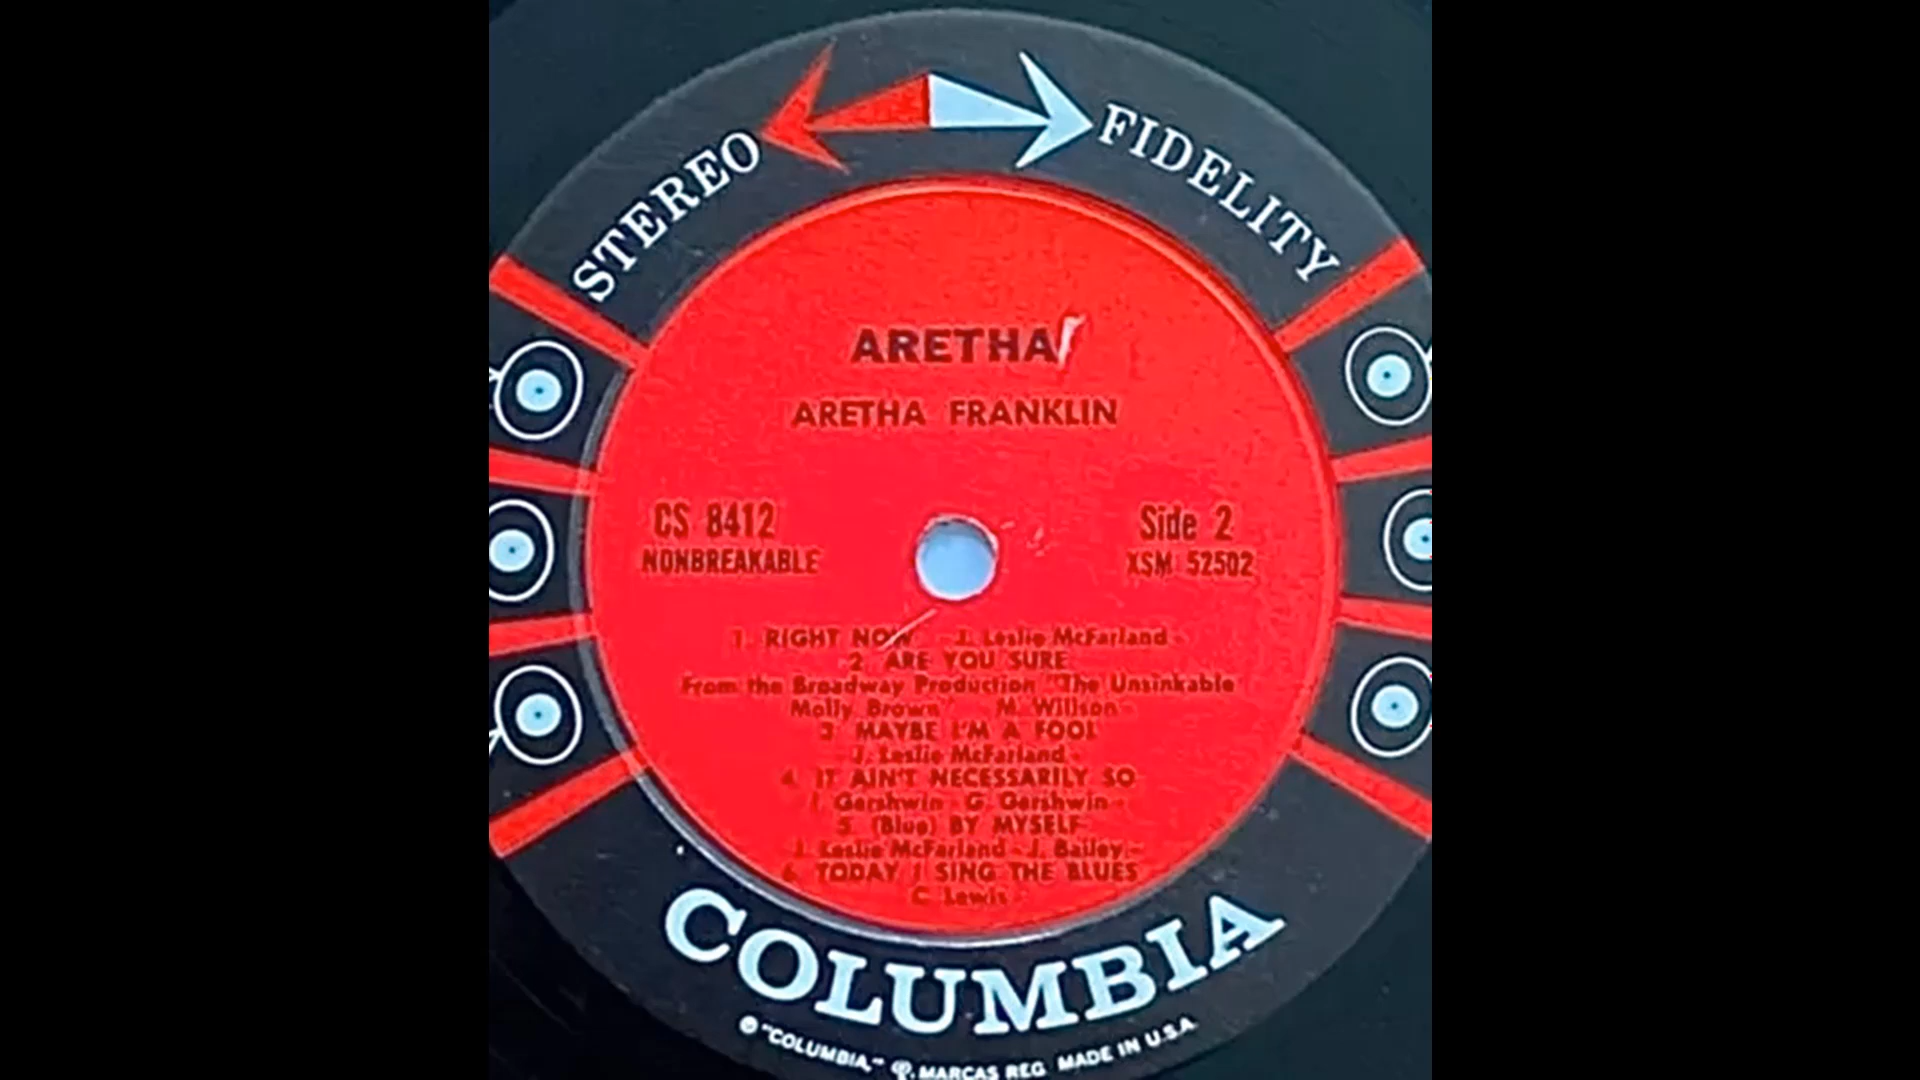 STEREO FIDELITY
ARETHA
ARETHA FRANKLIN
CS 8412
NONBREAKABLE
Side 2
XSM 52502
1. RIGHT NOW - J. Leslie McFarland -
2. ARE YOU SURE
From the Broadway Production "The Unsinkable
Molly Brown" - M. Willson -
3. MAYBE I'M A FOOL
- J. Leslie McFarland -
4. IT AIN'T NECESSARILY SO
- I. Gershwin - G. Gershwin -
5. (Blue) BY MYSELF
- J. Leslie McFarland - J. Bailey -
6. TODAY I SING THE BLUES
- C. Lewis -
COLUMBIA
® "COLUMBIA," MARCAS REG. MADE IN U.S.A.